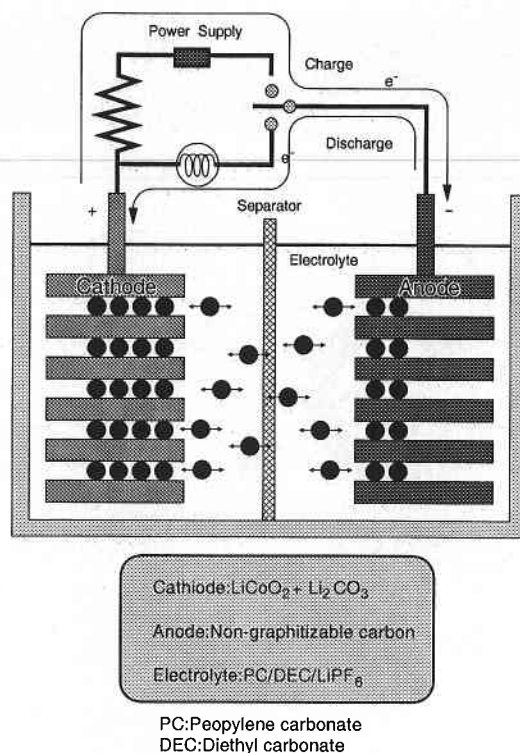 Power Supply
Charge
e-
Discharge
e-
+
Separator
−
Electrolyte
Cathode
Anode
Cathiode:LiCoO2+ Li2CO3
Anode:Non-graphitizable carbon
Electrolyte:PC/DEC/LIPF6
PC:Peopylene carbonate
DEC:Diethyl carbonate